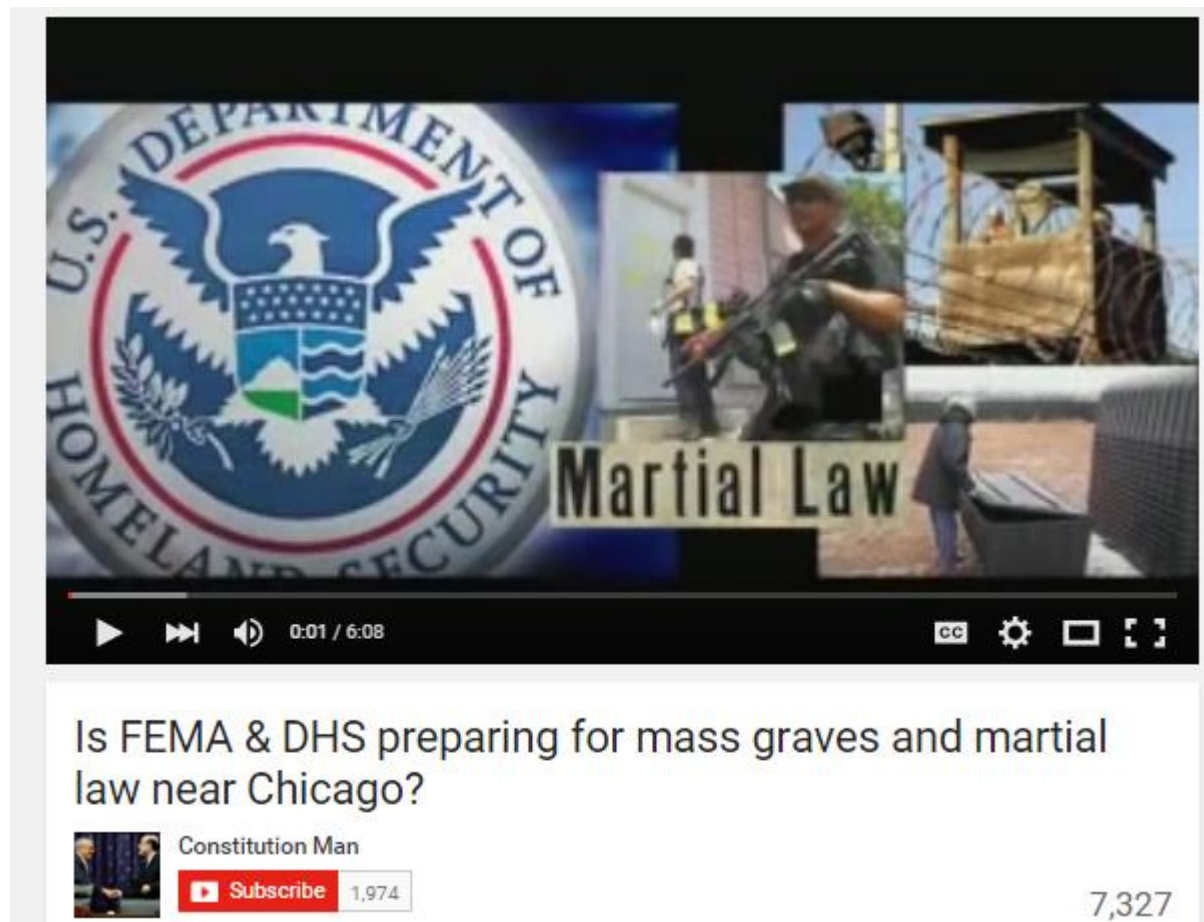 U.S. DEPARTMENT OF
HOMELAND SECURITY
Martial Law
0:01 / 6:08
CC
Is FEMA & DHS preparing for mass graves and martial
law near Chicago?
Constitution Man
Subscribe 1,974
7,327